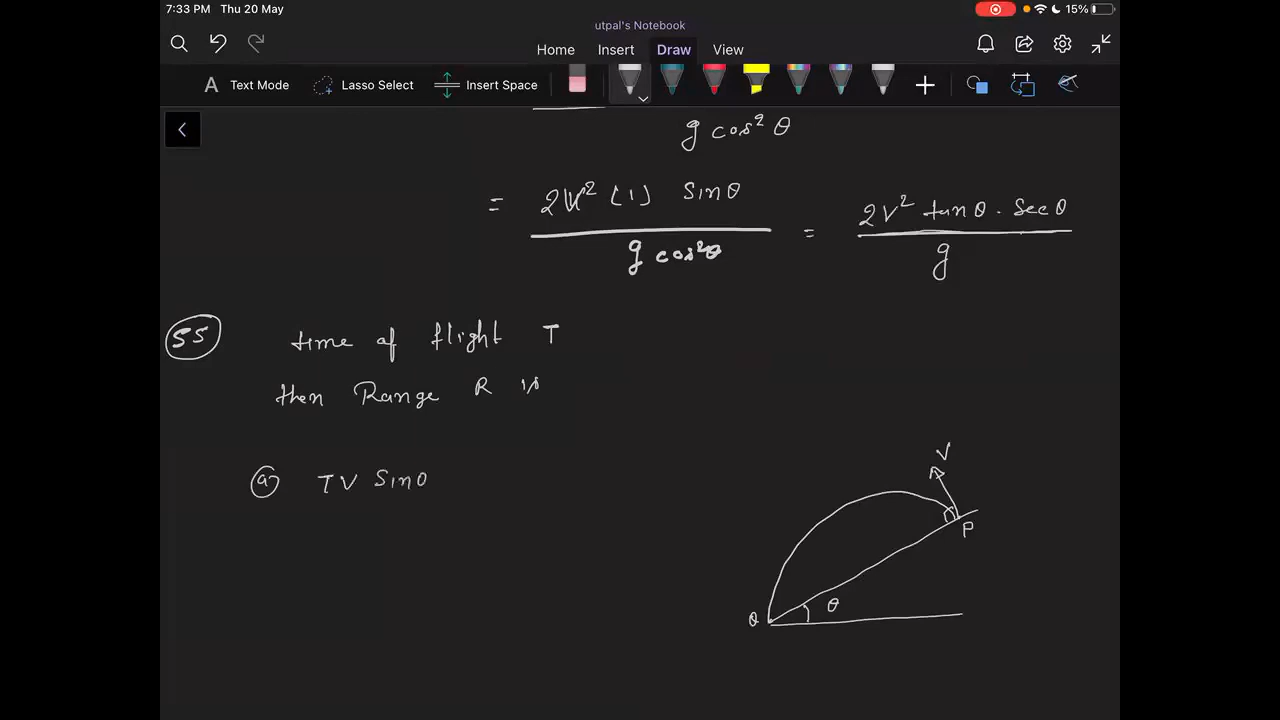 7:33 PM Thu 20 May
15%
utpal's Notebook
Home Insert Draw View
Text Mode Lasso Select Insert Space
g cos² θ
= 2V² (1) Sinθ / g cos²θ = 2V² tanθ · Secθ / g
55 time of flight T
then Range R is
a TV Sinθ
V
P
θ
Q